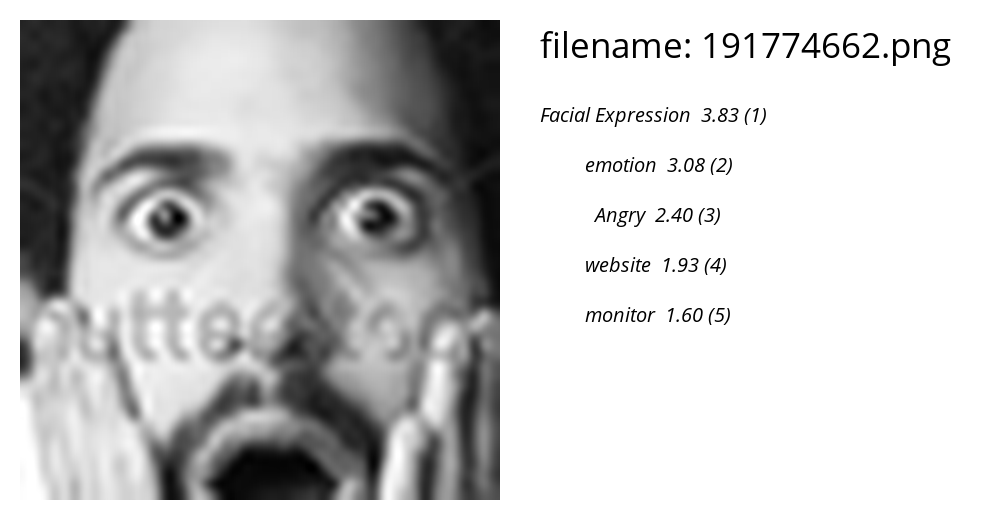 filename: 191774662.png
Facial Expression 3.83 (1)
emotion 3.08 (2)
Angry 2.40 (3)
website 1.93 (4)
monitor 1.60 (5)